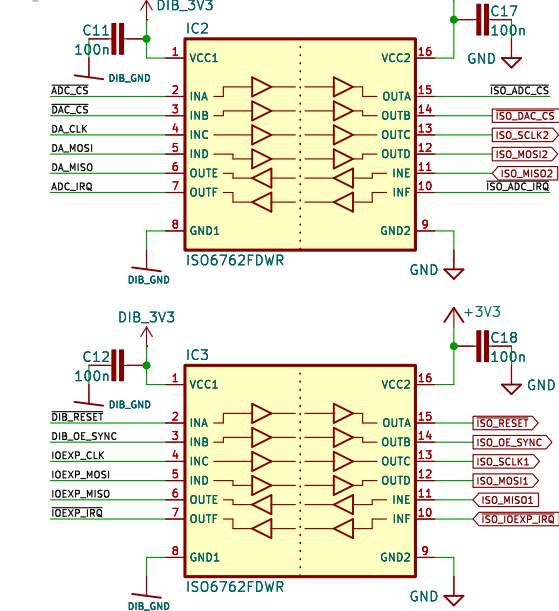 DIB_3V3
IC2
C11
100n
C17
100n
GND
DIB_GND
1 VCC1 VCC2 16
ADC_CS 2 INA OUTA 15 ISO_ADC_CS
DAC_CS 3 INB OUTB 14 ISO_DAC_CS
DA_CLK 4 INC OUTC 13 ISO_SCLK2
DA_MOSI 5 IND OUTD 12 ISO_MOSI2
DA_MISO 6 OUTE INE 11 ISO_MISO2
ADC_IRQ 7 OUTF INF 10 ISO_ADC_IRQ
8 GND1 GND2 9
DIB_GND
ISO6762FDWR
GND
DIB_3V3
+3V3
IC3
C12
100n
C18
100n
GND
DIB_GND
1 VCC1 VCC2 16
DIB_RESET 2 INA OUTA 15 ISO_RESET
DIB_OE_SYNC 3 INB OUTB 14 ISO_OE_SYNC
IOEXP_CLK 4 INC OUTC 13 ISO_SCLK1
IOEXP_MOSI 5 IND OUTD 12 ISO_MOSI1
IOEXP_MISO 6 OUTE INE 11 ISO_MISO1
IOEXP_IRQ 7 OUTF INF 10 ISO_IOEXP_IRQ
8 GND1 GND2 9
DIB_GND
ISO6762FDWR
GND